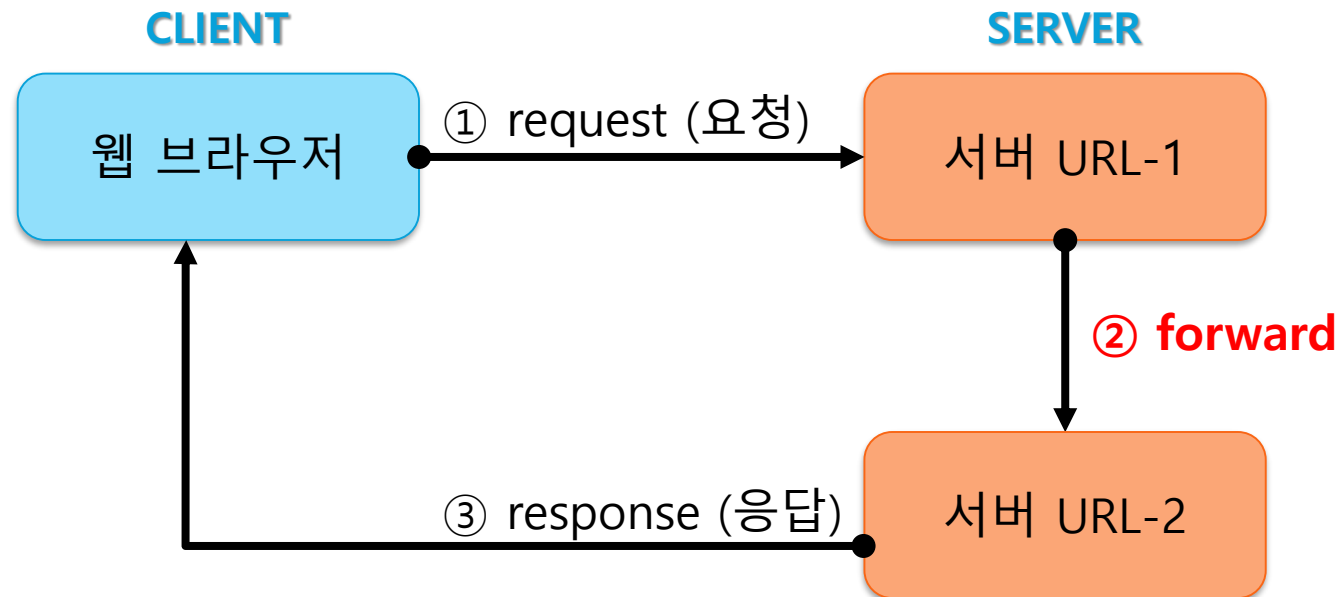 CLIENT
SERVER
웹 브라우저
① request (요청)
서버 URL-1
② forward
③ response (응답)
서버 URL-2